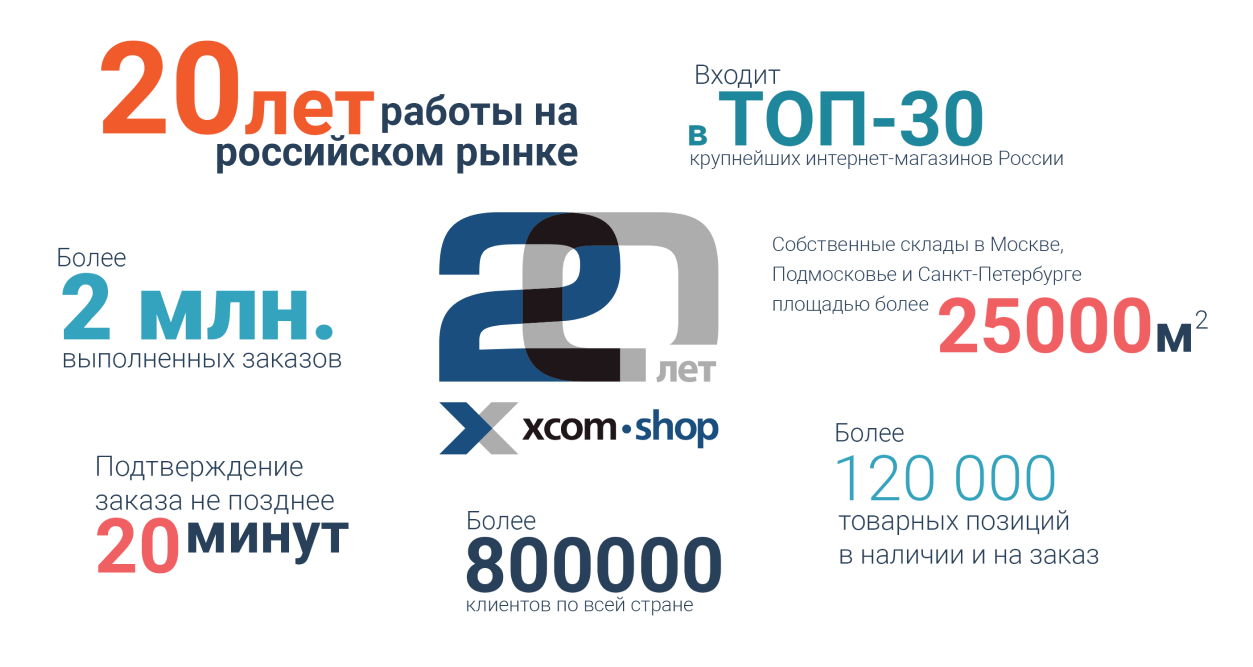 20 лет работы на
российском рынке
Входит
в ТОП-30
крупнейших интернет-магазинов России
Более
2 млн.
выполненных заказов
20
лет
xcom·shop
Собственные склады в Москве,
Подмосковье и Санкт-Петербурге
площадью более 25000 м²
Подтверждение
заказа не позднее
20 минут
Более
800000
клиентов по всей стране
Более
120 000
товарных позиций
в наличии и на заказ